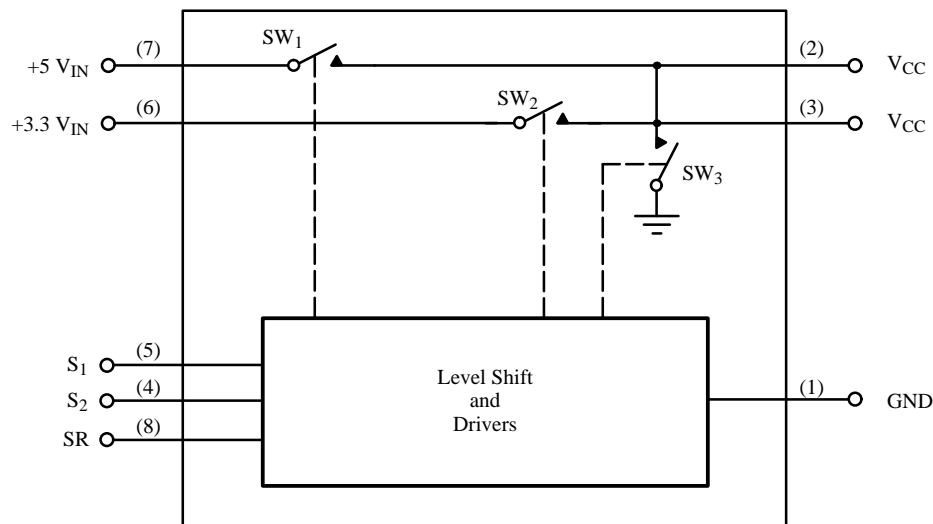 SW1
(7)
(2)
+5 VIN
VCC
SW2
(6)
(3)
+3.3 VIN
VCC
SW3
(5)
S1
(4)
S2
(8)
SR
Level Shift
and
Drivers
(1)
GND